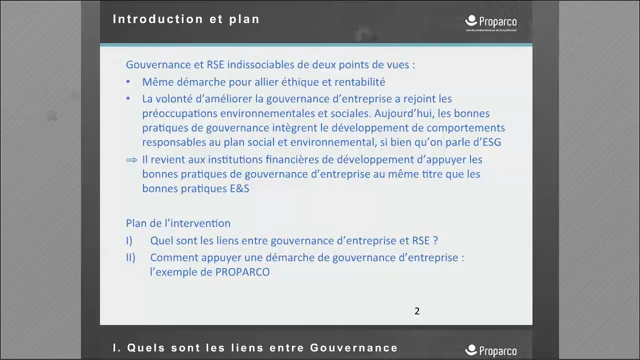 Introduction et plan
Proparco
Gouvernance et RSE indissociables de deux points de vues :
• Même démarche pour allier éthique et rentabilité
• La volonté d'améliorer la gouvernance d'entreprise a rejoint les
préoccupations environnementales et sociales. Aujourd'hui, les bonnes
pratiques de gouvernance intègrent le développement de comportements
responsables au plan social et environnemental, si bien qu'on parle d'ESG
⇒ Il revient aux institutions financières de développement d'appuyer les
bonnes pratiques de gouvernance d'entreprise au même titre que les
bonnes pratiques E&S
Plan de l'intervention
I) Quel sont les liens entre gouvernance d'entreprise et RSE ?
II) Comment appuyer une démarche de gouvernance d'entreprise :
l'exemple de PROPARCO
2
I. Quels sont les liens entre Gouvernance
Proparco